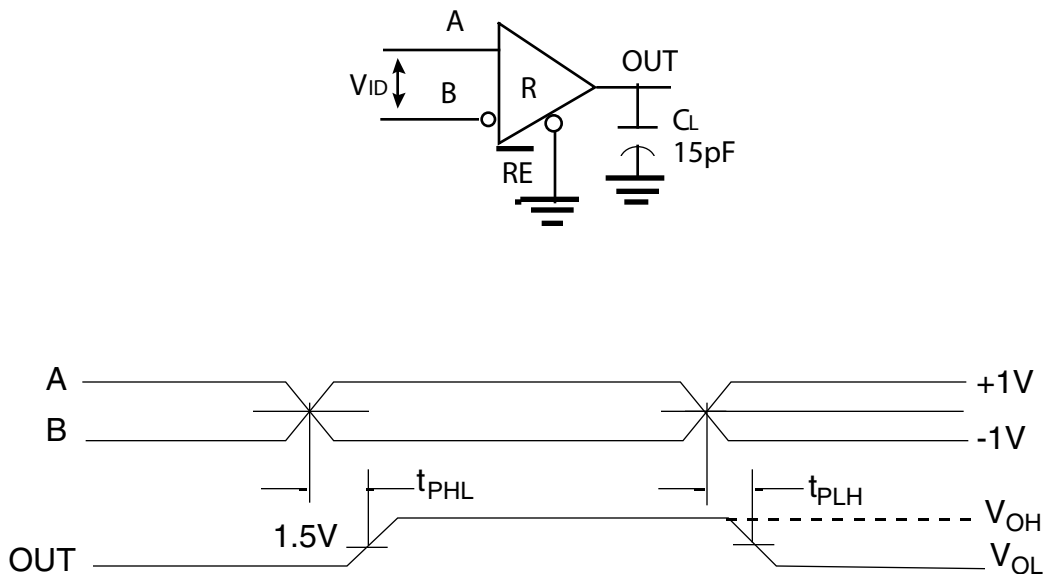 A
OUT
VID
B
R
CL
15pF
RE
A
+1V
B
-1V
tPHL
tPLH
1.5V
VOH
OUT
VOL